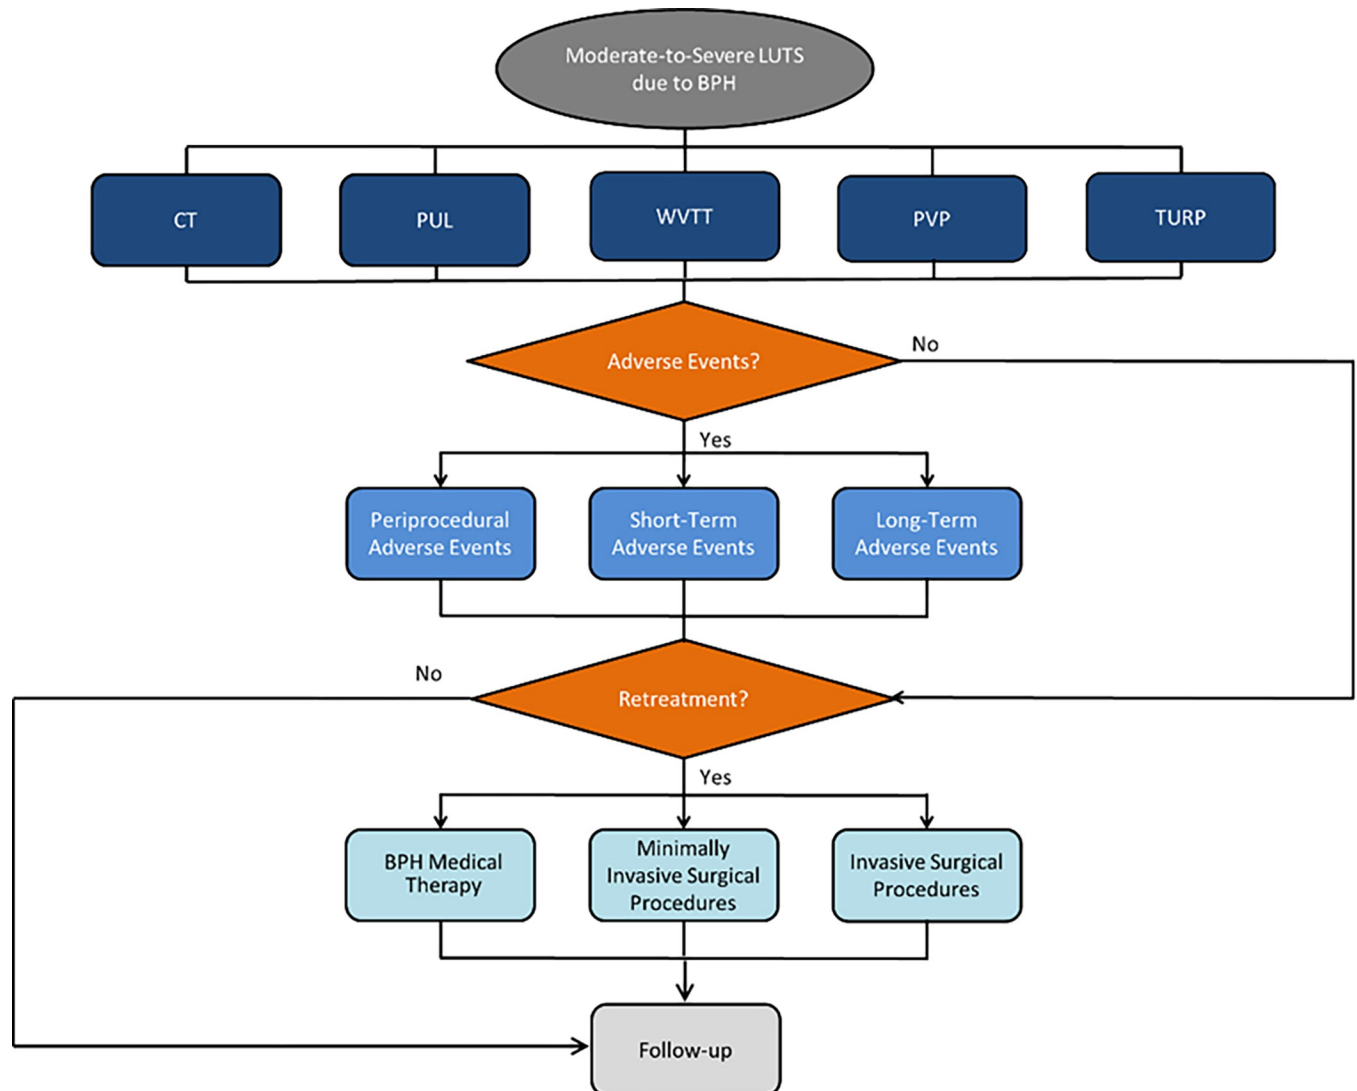 Moderate-to-Severe LUTS
due to BPH
CT
PUL
WVTT
PVP
TURP
Adverse Events?
No
Yes
Periprocedural
Adverse Events
Short-Term
Adverse Events
Long-Term
Adverse Events
No
Retreatment?
Yes
BPH Medical
Therapy
Minimally
Invasive Surgical
Procedures
Invasive Surgical
Procedures
Follow-up